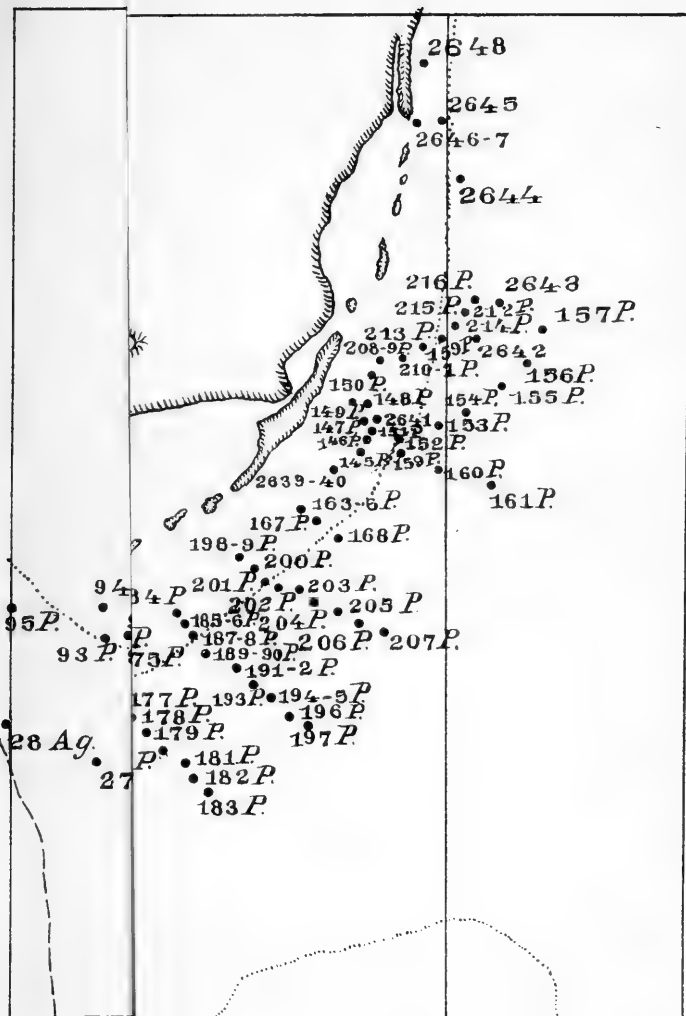 2648
2645
2646-7
2644
216 P.
2643
215 P.
212 P.
214 P.
157 P.
213 P.
159 P.
2642
208-9 P.
210-1 P.
156 P.
150 P.
155 P.
148 P.
154 P.
149 P.
2641
147 P.
153 P.
146 P.
152 P.
145 P.
159 P.
160 P.
2639-40
161 P.
163-6 P.
167 P.
168 P.
198-9 P.
200 P.
201 P.
203 P.
94
84 P.
202 P.
205 P.
95 P.
185-6 P.
204 P.
187-8 P.
206 P.
207 P.
93 P.
P.
75 P.
189-90 P.
191-2 P.
177 P.
193 P.
194-5 P.
178 P.
196 P.
28 Ag.
179 P.
197 P.
27
P.
181 P.
182 P.
183 P.